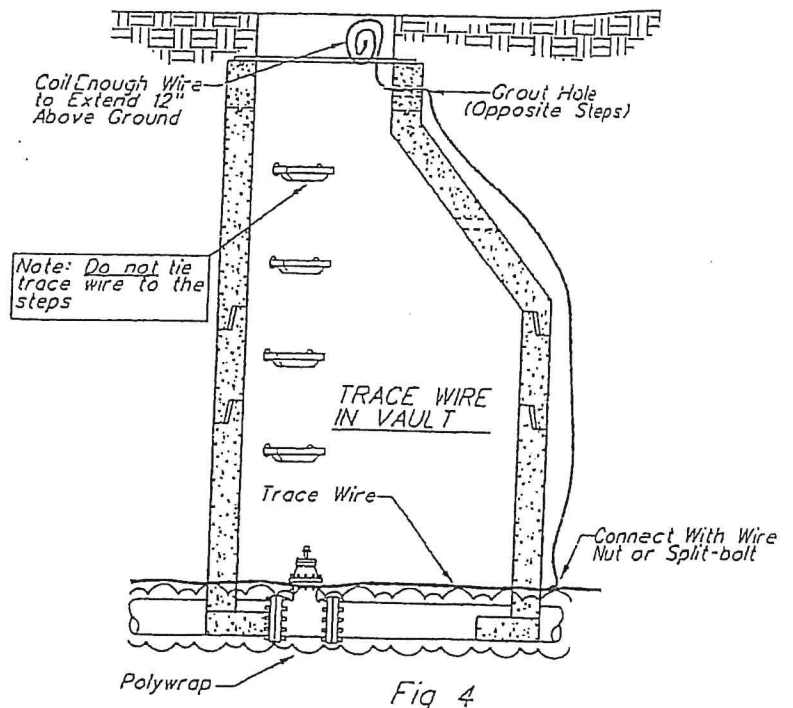 Coil Enough Wire
to Extend 12"
Above Ground
Grout Hole
(Opposite Steps)
Note: Do not tie
trace wire to the
steps
TRACE WIRE
IN VAULT
Trace Wire
Connect With Wire
Nut or Split-bolt
Polywrap
Fig 4